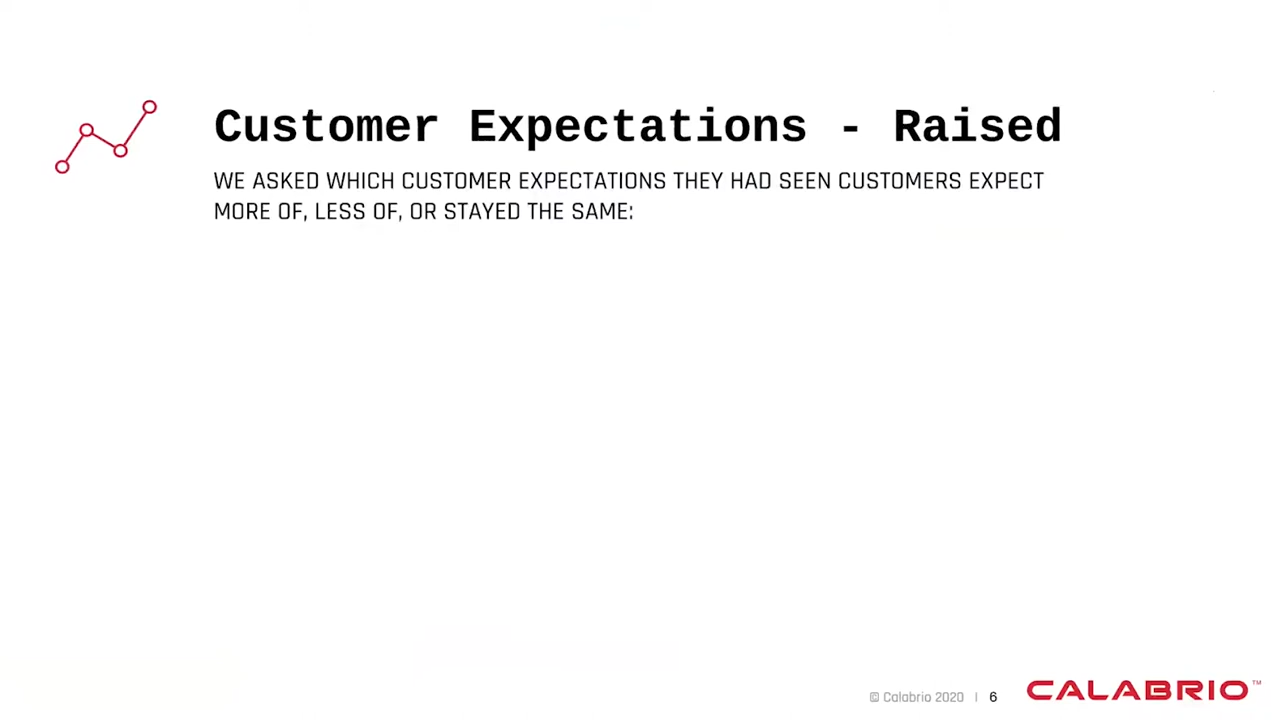 Customer Expectations - Raised
WE ASKED WHICH CUSTOMER EXPECTATIONS THEY HAD SEEN CUSTOMERS EXPECT
MORE OF, LESS OF, OR STAYED THE SAME:
© Calabrio 2020 | 6
CALABRIO™